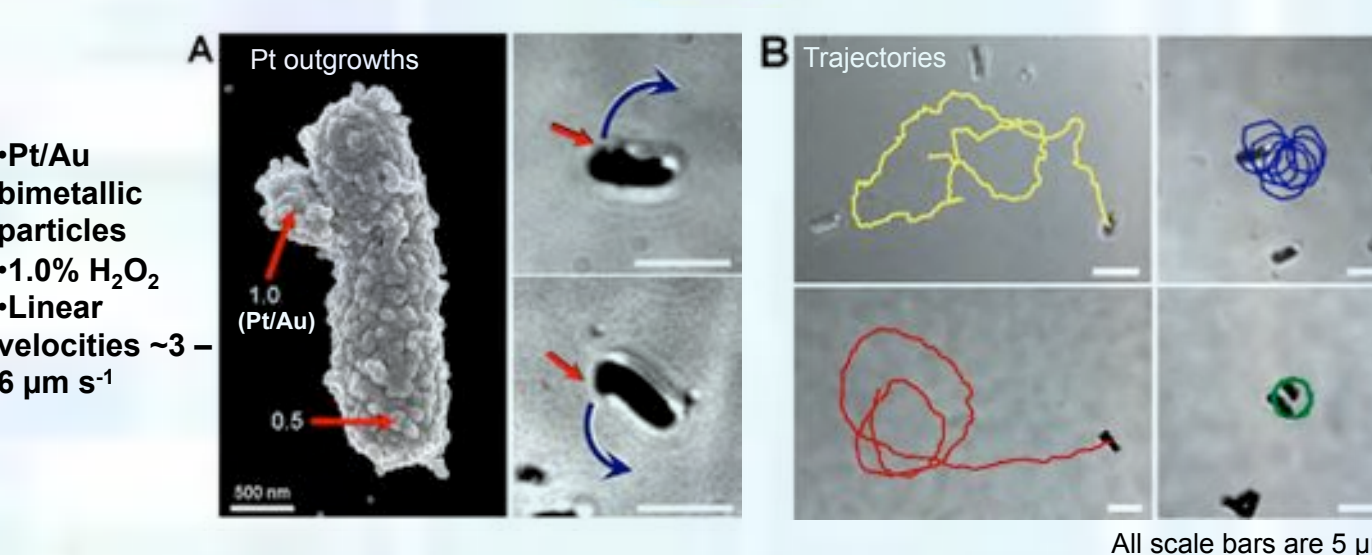 •Pt/Au
bimetallic
particles
•1.0% H₂O₂
•Linear
velocities ~3 –
6 μm s⁻¹
A
Pt outgrowths
1.0
(Pt/Au)
0.5
500 nm
B
Trajectories
All scale bars are 5 μ